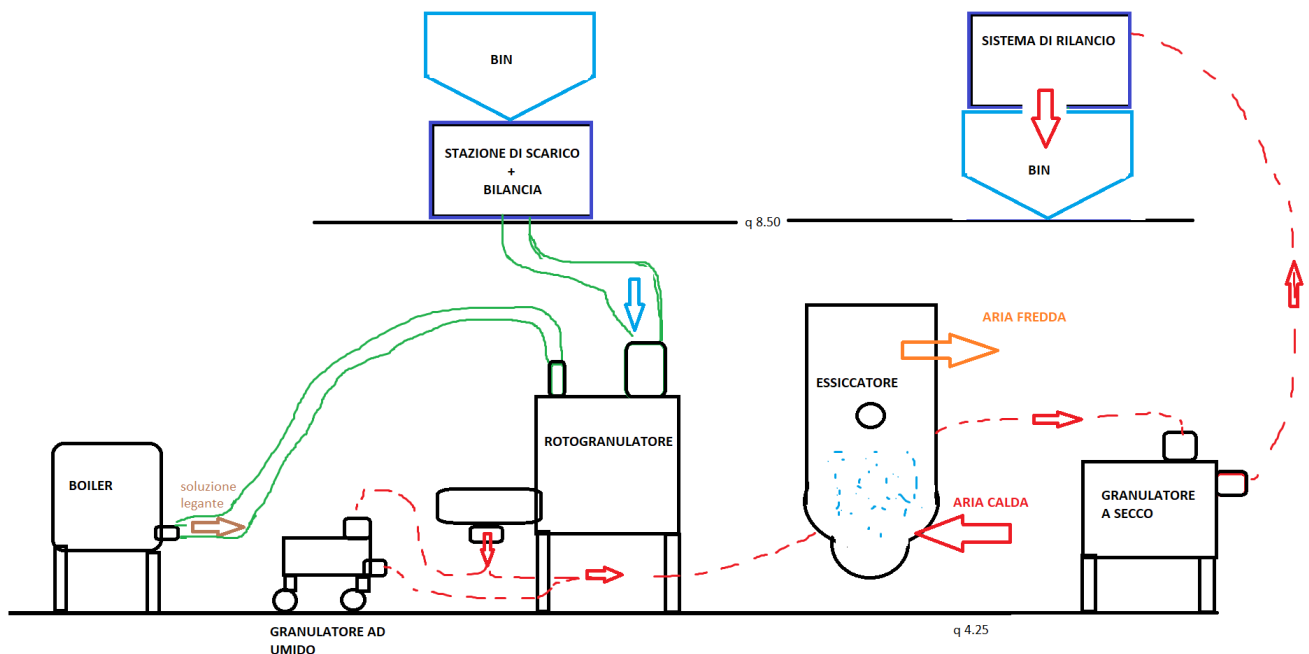 BIN
STAZIONE DI SCARICO
+
BILANCIA
SISTEMA DI RILANCIO
BIN
q 8.50
ARIA FREDDA
ESSICCATORE
ROTOGRANULATORE
BOILER
soluzione
legante
ARIA CALDA
GRANULATORE
A SECCO
GRANULATORE AD
UMIDO
q 4.25